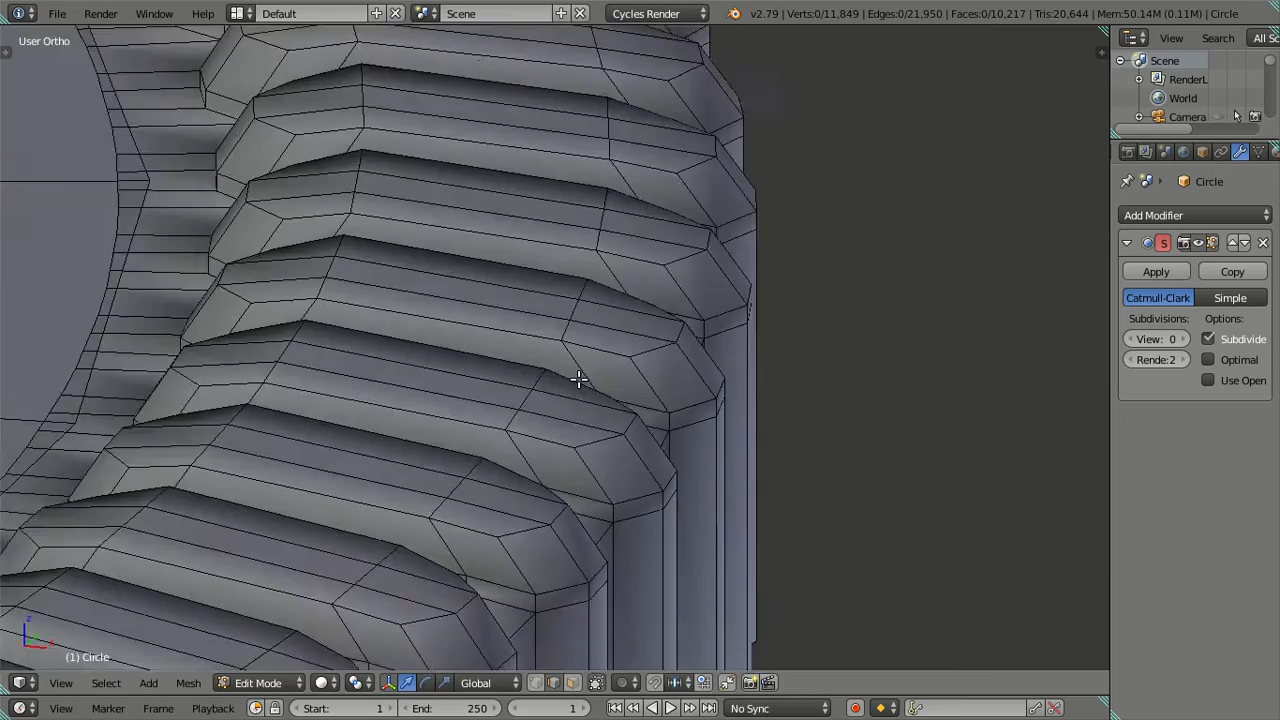 File Render Window Help Default Scene Cycles Render v2.79 | Verts:0/11,849 | Edges:0/21,950 | Faces:0/10,217 | Tris:20,644 | Mem:50.14M (0.11M) | Circle
User Ortho
View Search All Sc
Scene
RenderL
World
Camera
Circle
Add Modifier
S
Apply Copy
Catmull-Clark Simple
Subdivisions: Options:
View: 0 Subdivide
Rende:2 Optimal
Use Open
z
(1) Circle
View Select Add Mesh Edit Mode Global
View Marker Frame Playback Start: 1 End: 250 1 No Sync